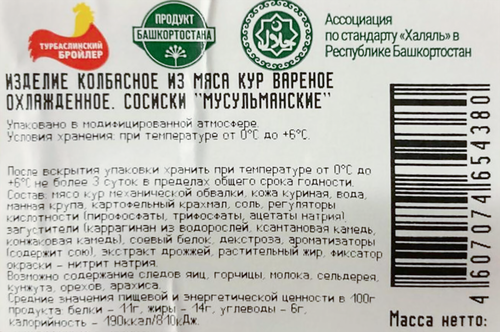 ТУРБАСЛИНСКИЙ
БРОЙЛЕР
ПРОДУКТ
БАШКОРТОСТАНА
حلال
Ассоциация
по стандарту «Халяль» в
Республике Башкортостан
ИЗДЕЛИЕ КОЛБАСНОЕ ИЗ МЯСА КУР ВАРЕНОЕ
ОХЛАЖДЕННОЕ. СОСИСКИ "МУСУЛЬМАНСКИЕ"
Упаковано в модифицированной атмосфере.
Условия хранения: при температуре от 0°C до +6°C.
После вскрытия упаковки хранить при температуре от 0°C до
+6°C не более 3 суток в пределах общего срока годности.
Состав: мясо кур механической обвалки, кожа куриная, вода,
манная крупа, картофельный крахмал, соль, регуляторы
кислотности (пирофосфаты, трифосфаты, ацетаты натрия),
загустители (каррагинан из водорослей, ксантановая камедь,
конжаковая камедь), соевый белок, декстроза, ароматизаторы
(содержит сою), экстракт дрожжей, растительный жир, фиксатор
окраски - нитрит натрия.
Возможно содержание следов яиц, горчицы, молока, сельдерея,
кунжута, орехов, арахиса.
Средние значения пищевой и энергетической ценности в 100г
продукта: белки - 11г, жиры - 14г, углеводы - 6г.
калорийность - 190ккал/810кДж.
4607074654380
Масса нетто: